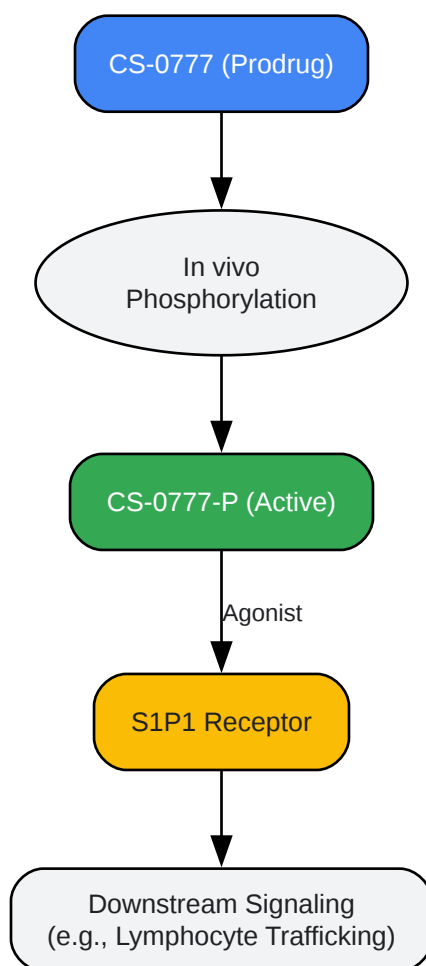 CS-0777 (Prodrug)
In vivo
Phosphorylation
CS-0777-P (Active)
Agonist
S1P1 Receptor
Downstream Signaling
(e.g., Lymphocyte Trafficking)